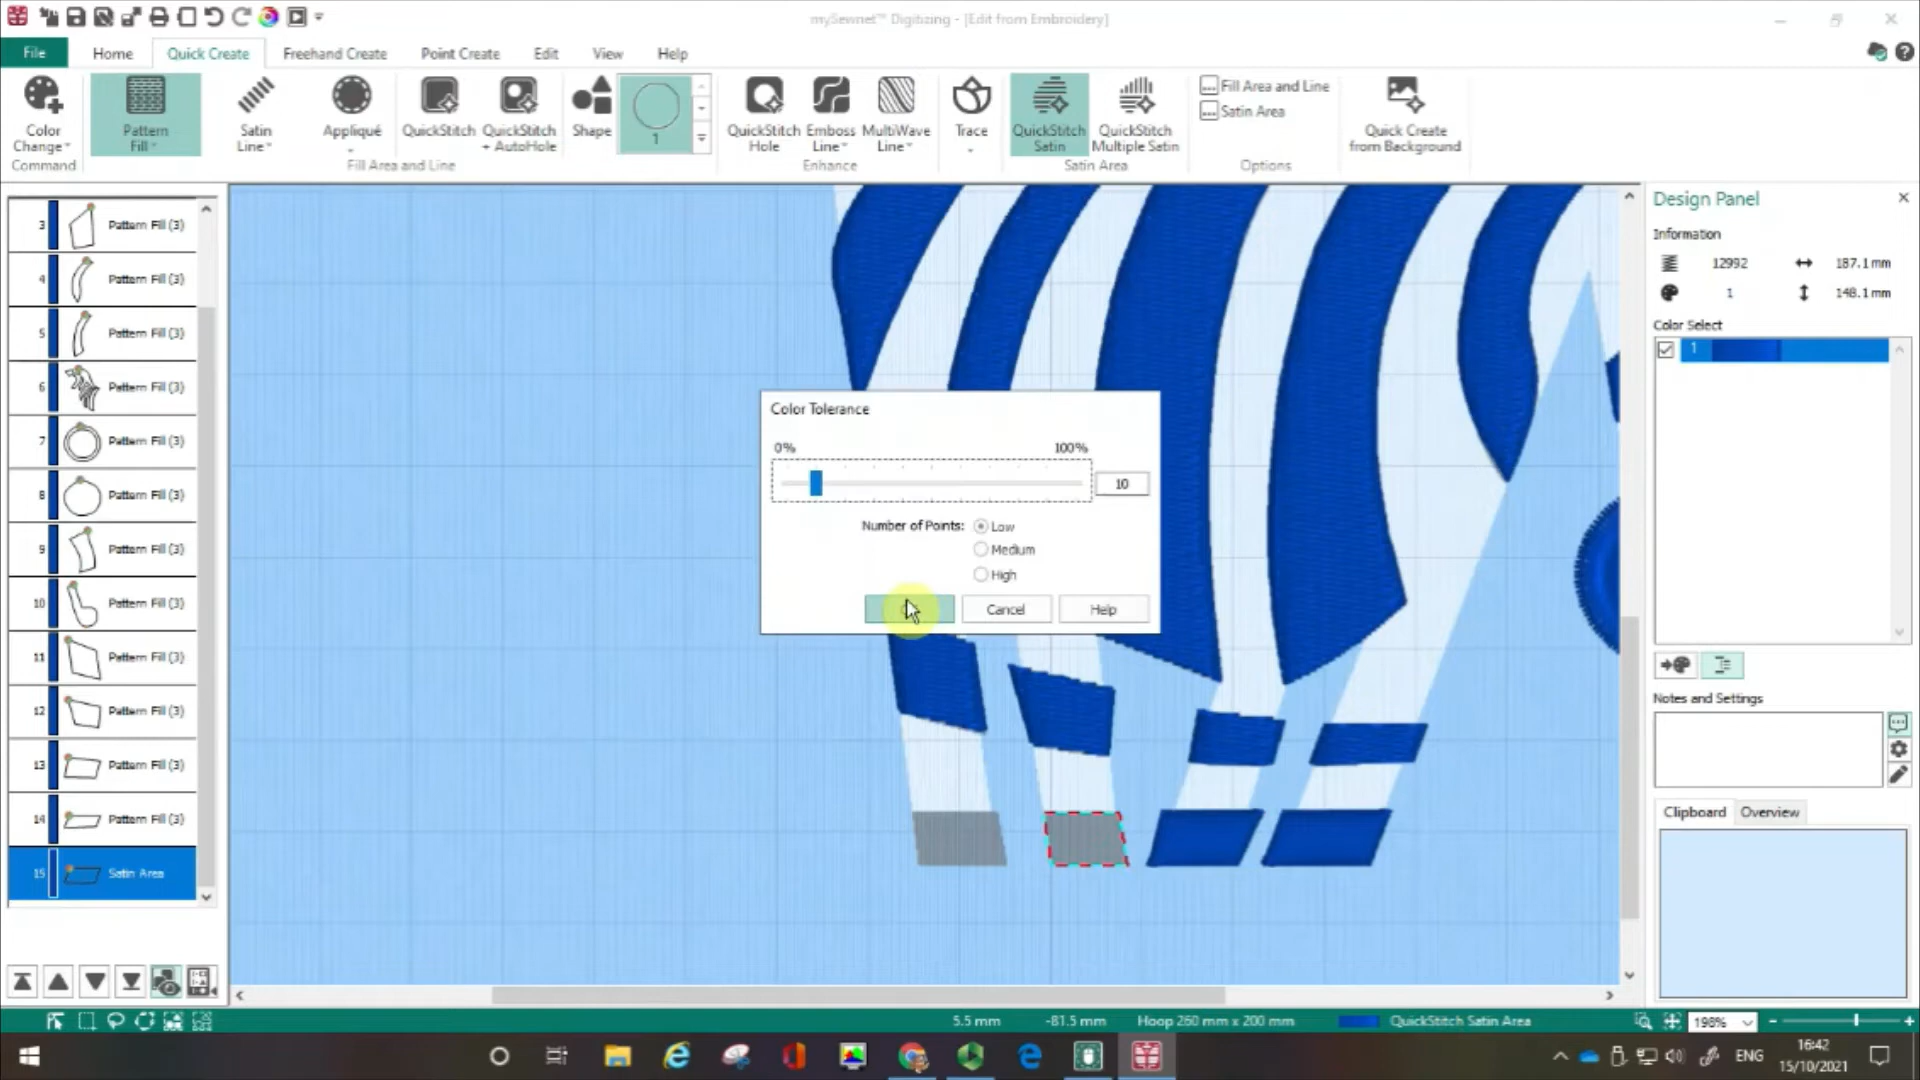 mySewnet™ Digitizing - [Edit from Embroidery]
File Home Quick Create Freehand Create Point Create Edit View Help
Color Change
Pattern Fill
Satin Line
Appliqué
QuickStitch
QuickStitch + AutoHole
Shape
1
QuickStitch Hole
Emboss Line
MultiWave Line
Trace
QuickStitch Satin
QuickStitch Multiple Satin
Fill Area and Line
Satin Area
Quick Create from Background
Command
Fill Area and Line
Enhance
Satin Area
Options
3 Pattern Fill (3)
4 Pattern Fill (3)
5 Pattern Fill (3)
6 Pattern Fill (3)
7 Pattern Fill (3)
8 Pattern Fill (3)
9 Pattern Fill (3)
10 Pattern Fill (3)
11 Pattern Fill (3)
12 Pattern Fill (3)
13 Pattern Fill (3)
14 Pattern Fill (3)
15 Satin Area
Color Tolerance
0% 100%
10
Number of Points: Low
Medium
High
Cancel Help
Design Panel
Information
12992 187.1 mm
1 148.1 mm
Color Select
1
Notes and Settings
Clipboard Overview
5.5 mm -81.5 mm Hoop 260 mm x 200 mm QuickStitch Satin Area 198%
ENG
16:42
15/10/2021